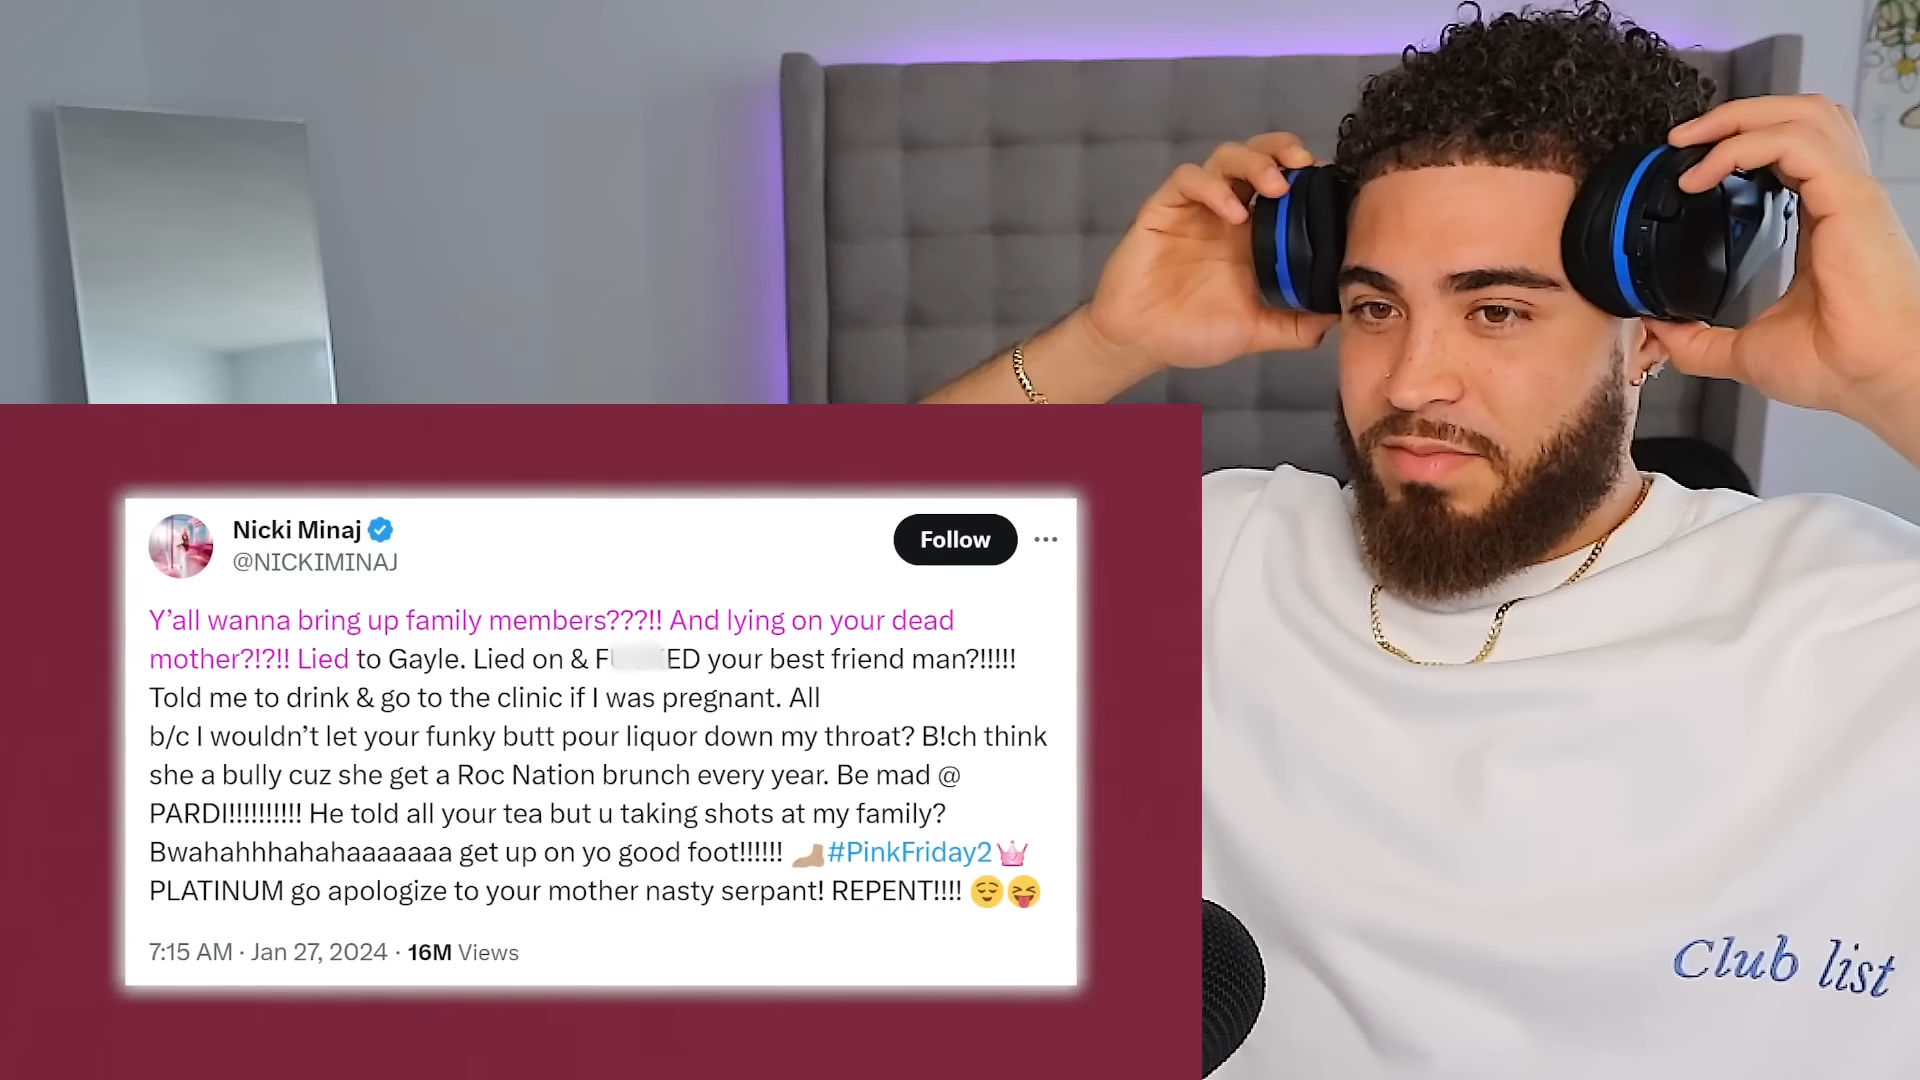 Nicki Minaj
@NICKIMINAJ
Follow
Y'all wanna bring up family members???!! And lying on your dead
mother?!?!! Lied to Gayle. Lied on & F ED your best friend man?!!!!!
Told me to drink & go to the clinic if I was pregnant. All
b/c I wouldn't let your funky butt pour liquor down my throat? B!ch think
she a bully cuz she get a Roc Nation brunch every year. Be mad @
PARDI!!!!!!!!!! He told all your tea but u taking shots at my family?
Bwahahhhahahaaaaaaa get up on yo good foot!!!!!! 🦶🏼#PinkFriday2👑
PLATINUM go apologize to your mother nasty serpant! REPENT!!!! 😌😝
7:15 AM · Jan 27, 2024 · 16M Views
Club list